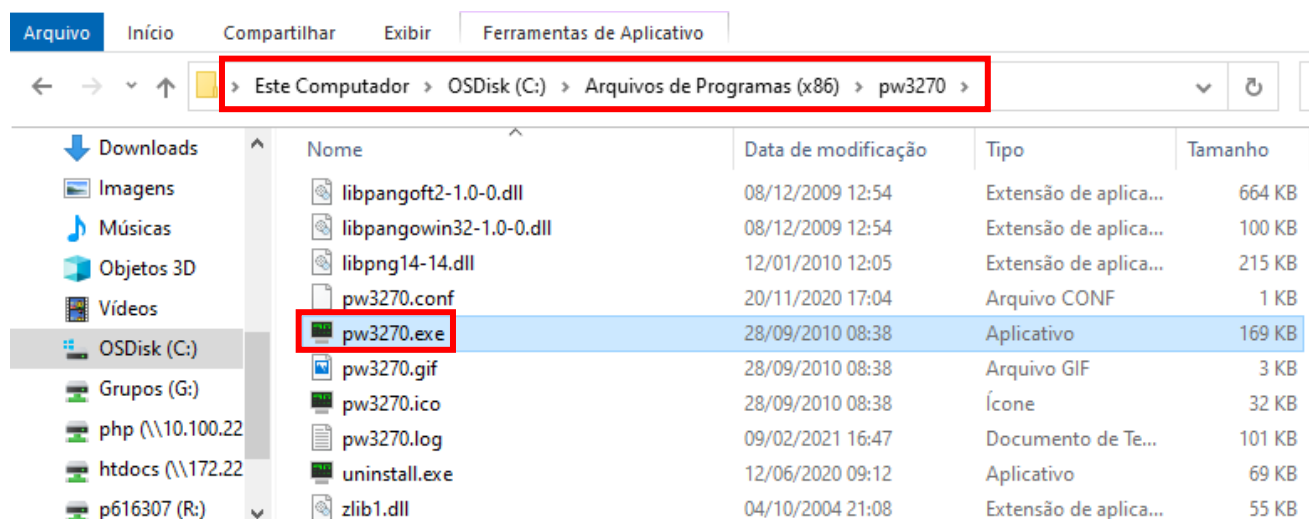 Arquivo Início Compartilhar Exibir Ferramentas de Aplicativo
Este Computador > OSDisk (C:) > Arquivos de Programas (x86) > pw3270 >
Downloads
Imagens
Músicas
Objetos 3D
Vídeos
OSDisk (C:)
Grupos (G:)
php (\\10.100.22
htdocs (\\172.22
p616307 (R:)
Nome Data de modificação Tipo Tamanho
libpangoft2-1.0-0.dll 08/12/2009 12:54 Extensão de aplica... 664 KB
libpangowin32-1.0-0.dll 08/12/2009 12:54 Extensão de aplica... 100 KB
libpng14-14.dll 12/01/2010 12:05 Extensão de aplica... 215 KB
pw3270.conf 20/11/2020 17:04 Arquivo CONF 1 KB
pw3270.exe 28/09/2010 08:38 Aplicativo 169 KB
pw3270.gif 28/09/2010 08:38 Arquivo GIF 3 KB
pw3270.ico 28/09/2010 08:38 Ícone 32 KB
pw3270.log 09/02/2021 16:47 Documento de Te... 101 KB
uninstall.exe 12/06/2020 09:12 Aplicativo 69 KB
zlib1.dll 04/10/2004 21:08 Extensão de aplica... 55 KB